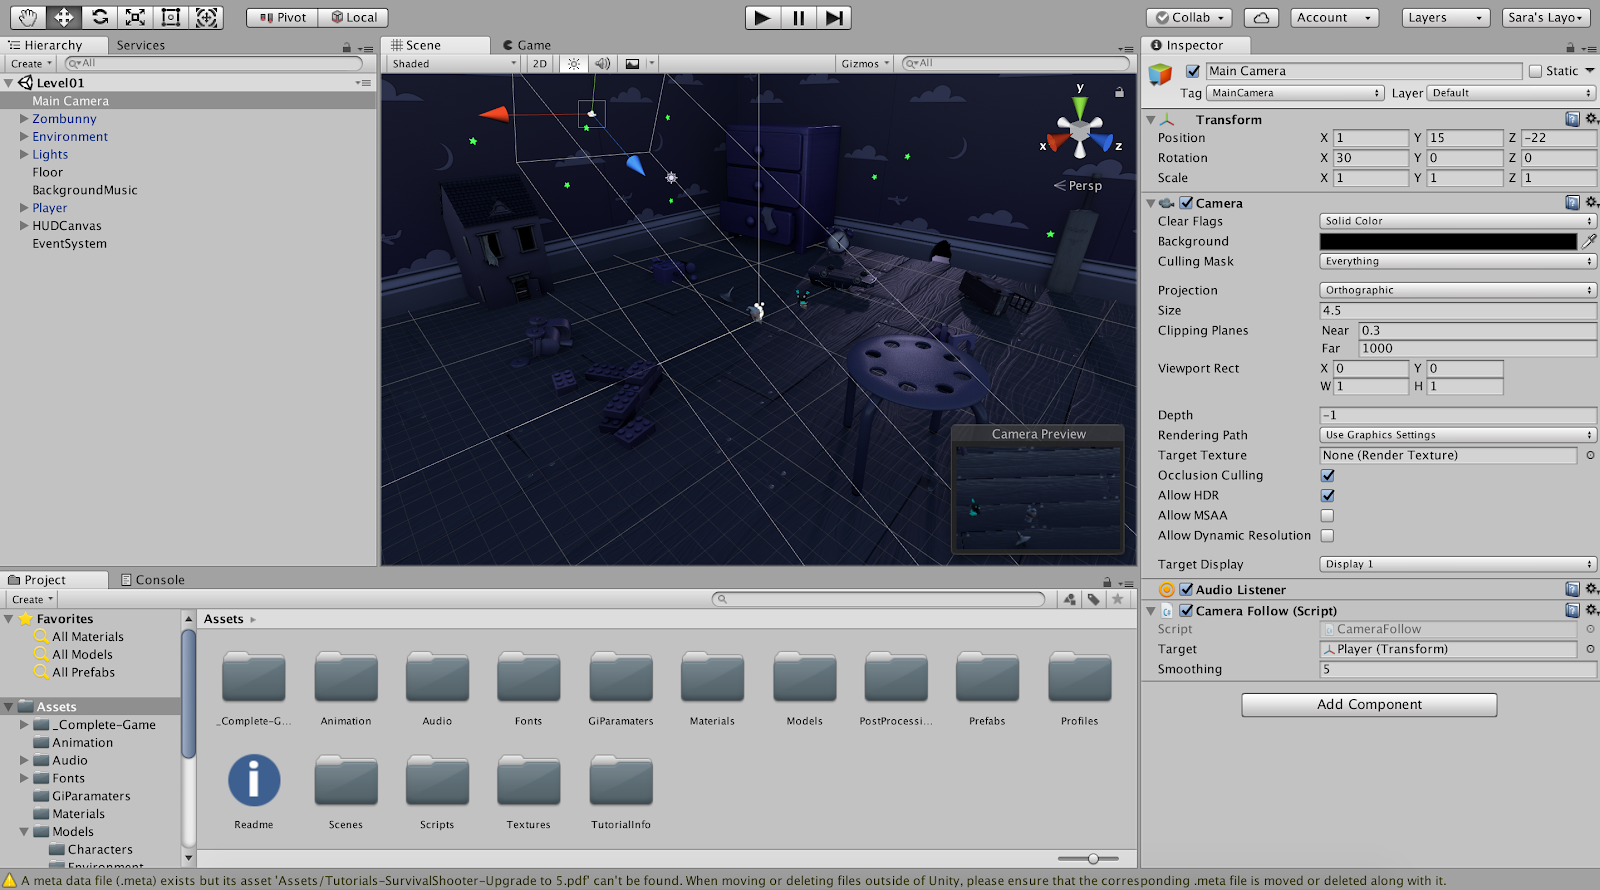 Pivot Local
Collab Account Layers Sara's Layo
Hierarchy Services
Create All
Level01
Main Camera
Zombunny
Environment
Lights
Floor
BackgroundMusic
Player
HUDCanvas
EventSystem
Scene Game
Shaded 2D Gizmos All
y
x z
Persp
Camera Preview
Inspector
Main Camera Static
Tag MainCamera Layer Default
Transform
Position X 1 Y 15 Z -22
Rotation X 30 Y 0 Z 0
Scale X 1 Y 1 Z 1
Camera
Clear Flags Solid Color
Background
Culling Mask Everything
Projection Orthographic
Size 4.5
Clipping Planes Near 0.3
Far 1000
Viewport Rect X 0 Y 0
W 1 H 1
Depth -1
Rendering Path Use Graphics Settings
Target Texture None (Render Texture)
Occlusion Culling
Allow HDR
Allow MSAA
Allow Dynamic Resolution
Target Display Display 1
Audio Listener
Camera Follow (Script)
Script CameraFollow
Target Player (Transform)
Smoothing 5
Add Component
Project Console
Create
Favorites
All Materials
All Models
All Prefabs
Assets
_Complete-Game
Animation
Audio
Fonts
GiParamaters
Materials
Models
Characters
Environment
Assets
_Complete-G... Animation Audio Fonts GiParamaters Materials Models PostProcessi... Prefabs Profiles
Readme Scenes Scripts Textures TutorialInfo
A meta data file (.meta) exists but its asset 'Assets/Tutorials-SurvivalShooter-Upgrade to 5.pdf' can't be found. When moving or deleting files outside of Unity, please ensure that the corresponding .meta file is moved or deleted along with it.